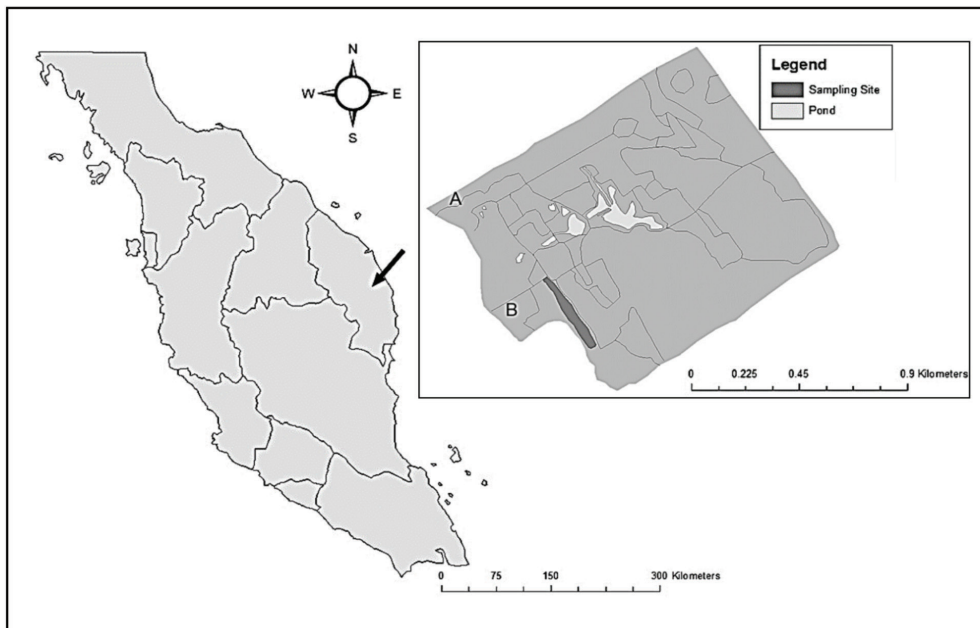 N
W E
S
Legend
Sampling Site
Pond
A
B
0 0.225 0.45 0.9 Kilometers
0 75 150 300 Kilometers